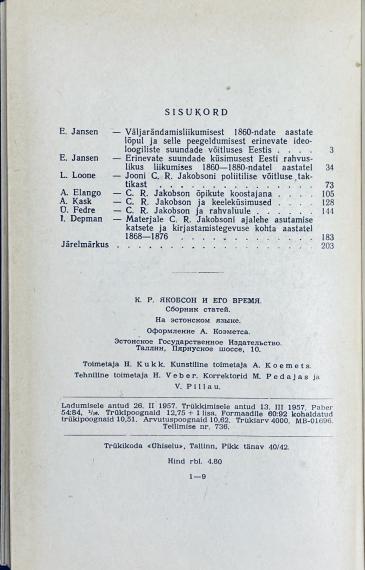 SISUKORD
E. Jansen — Väljarändamisliikumisest 1860-ndate aastate
lõpul ja selle peegeldumisest erinevate ideo-
loogiliste suundade võitluses Eestis . . . . 3
E. Jansen — Erinevate suundade küsimusest Eesti rahvus-
likus liikumises 1860—1880-ndatel aastatel 34
L. Loone — Jooni C. R. Jakobsoni poliitilise võitluse tak-
tikast . . . . . . . . . . . . . . 73
A. Elango — C. R. Jakobson õpikute koostajana . . . . 105
A. Kask — C. R. Jakobson ja keeleküsimused . . . . 128
Ü. Fedre — C. R. Jakobson ja rahvaluule . . . . . . 144
I. Depman — Materjale C. R. Jakobsoni ajalehe asutamise
katsete ja kirjastamistegevuse kohta aastatel
1868—1876 . . . . . . . . . . . . 183
Järelmärkus . . . . . . . . . . . . . . . . . 203
К. Р. ЯКОБСОН И ЕГО ВРЕМЯ.
Сборник статей.
На эстонском языке.
Оформление А. Коэметса.
Эстонское Государственное Издательство.
Таллин, Пярнуское шоссе, 10.
Toimetaja H. Kukk. Kunstiline toimetaja A. Koemets.
Tehniline toimetaja H. Veber. Korrektorid M. Pedajas ja
V. Pillau.
Ladumisele antud 26. II 1957. Trükkimisele antud 13. III 1957. Paber
54:84, 1/16. Trükipoognaid 12,75 + 1 lisa. Formaadile 60:92 kohaldatud
trükipoognaid 10,51. Arvutuspoognaid 10,62. Trükiarv 4000. MB-01696.
Tellimise nr. 736.
Trükikoda «Ühiselu», Tallinn, Pikk tänav 40/42.
Hind rbl. 4.80
1—9